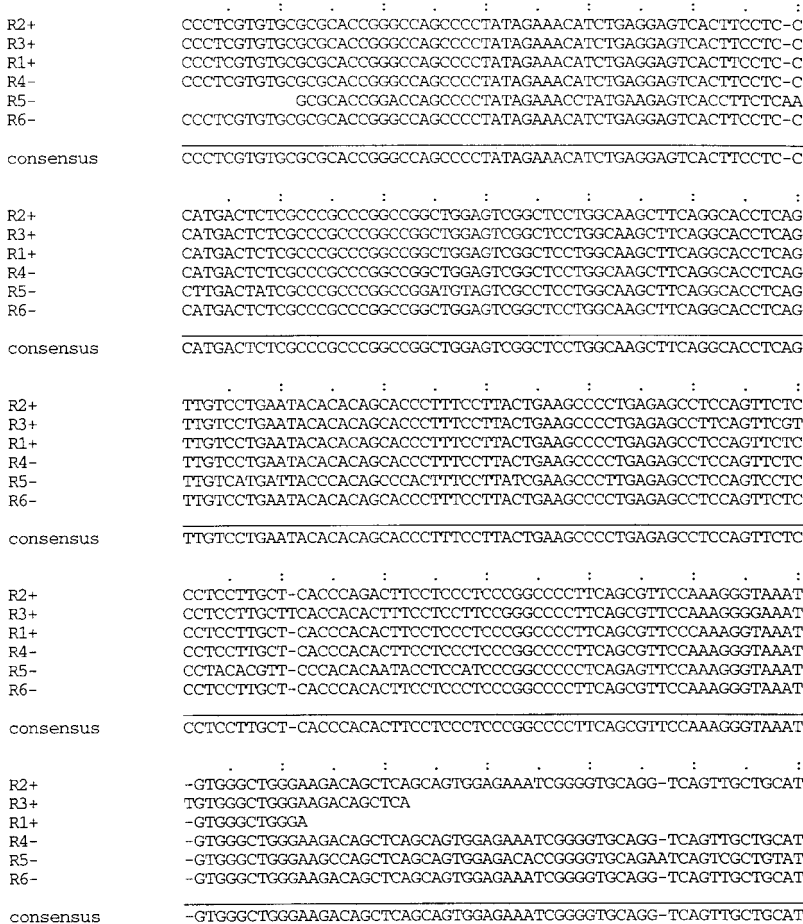 . : . : . : . : . : . :
R2+ CCCTCGTGTGCGCGCACCGGGCCAGCCCCTATAGAAACATCTGAGGAGTCACTTCCTC-C
R3+ CCCTCGTGTGCGCGCACCGGGCCAGCCCCTATAGAAACATCTGAGGAGTCACTTCCTC-C
R1+ CCCTCGTGTGCGCGCACCGGGCCAGCCCCTATAGAAACATCTGAGGAGTCACTTCCTC-C
R4- CCCTCGTGTGCGCGCACCGGGCCAGCCCCTATAGAAACATCTGAGGAGTCACTTCCTC-C
R5- GCGCACCGGACCAGCCCCTATAGAAACCTATGAAGAGTCACCTTCTCAA
R6- CCCTCGTGTGCGCGCACCGGGCCAGCCCCTATAGAAACATCTGAGGAGTCACTTCCTC-C
consensus CCCTCGTGTGCGCGCACCGGGCCAGCCCCTATAGAAACATCTGAGGAGTCACTTCCTC-C
. : . : . : . : . : . :
R2+ CATGACTCTCGCCCGCCCGGCCGGCTGGAGTCGGCTCCTGGCAAGCTTCAGGCACCTCAG
R3+ CATGACTCTCGCCCGCCCGGCCGGCTGGAGTCGGCTCCTGGCAAGCTTCAGGCACCTCAG
R1+ CATGACTCTCGCCCGCCCGGCCGGCTGGAGTCGGCTCCTGGCAAGCTTCAGGCACCTCAG
R4- CATGACTCTCGCCCGCCCGGCCGGCTGGAGTCGGCTCCTGGCAAGCTTCAGGCACCTCAG
R5- CTTGACTATCGCCCGCCCGGCCGGATGTAGTCGCCTCCTGGCAAGCTTCAGGCACCTCAG
R6- CATGACTCTCGCCCGCCCGGCCGGCTGGAGTCGGCTCCTGGCAAGCTTCAGGCACCTCAG
consensus CATGACTCTCGCCCGCCCGGCCGGCTGGAGTCGGCTCCTGGCAAGCTTCAGGCACCTCAG
. : . : . : . : . : . :
R2+ TTGTCCTGAATACACACAGCACCCTTTCCTTACTGAAGCCCCTGAGAGCCTCCAGTTCTC
R3+ TTGTCCTGAATACACACAGCACCCTTTCCTTACTGAAGCCCCTGAGAGCCTTCAGTTCGT
R1+ TTGTCCTGAATACACACAGCACCCTTTCCTTACTGAAGCCCCTGAGAGCCTCCAGTTCTC
R4- TTGTCCTGAATACACACAGCACCCTTTCCTTACTGAAGCCCCTGAGAGCCTCCAGTTCTC
R5- TTGTCATGATTACCCACAGCCCACTTTCCTTATCGAAGCCCTTGAGAGCCTCCAGTCCTC
R6- TTGTCCTGAATACACACAGCACCCTTTCCTTACTGAAGCCCCTGAGAGCCTCCAGTTCTC
consensus TTGTCCTGAATACACACAGCACCCTTTCCTTACTGAAGCCCCTGAGAGCCTCCAGTTCTC
. : . : . : . : . : . :
R2+ CCTCCTTGCT-CACCCAGACTTCCTCCCTCCCGGCCCCTTCAGCGTTCCAAAGGGTAAAT
R3+ CCTCCTTGCTTCACCACACTTTCCTCCTTCCGGGCCCCTTCAGCGTTCCAAAGGGGAAAT
R1+ CCTCCTTGCT-CACCCACACTTCCTCCCTCCCGGCCCCTTCAGCGTTCCCAAAGGTAAAT
R4- CCTCCTTGCT-CACCCACACTTCCTCCCTCCCGGCCCCTTCAGCGTTCCAAAGGGTAAAT
R5- CCTACACGTT-CCCACACAATACCTCCATCCCGGCCCCCTCAGAGTTCCAAAGGGTAAAT
R6- CCTCCTTGCT-CACCCACACTTCCTCCCTCCCGGCCCCTTCAGCGTTCCAAAGGGTAAAT
consensus CCTCCTTGCT-CACCCACACTTCCTCCCTCCCGGCCCCTTCAGCGTTCCAAAGGGTAAAT
. : . : . : . : . : . :
R2+ -GTGGGCTGGGAAGACAGCTCAGCAGTGGAGAAATCGGGGTGCAGG-TCAGTTGCTGCAT
R3+ TGTGGGCTGGGAAGACAGCTCA
R1+ -GTGGGCTGGGA
R4- -GTGGGCTGGGAAGACAGCTCAGCAGTGGAGAAATCGGGGTGCAGG-TCAGTTGCTGCAT
R5- -GTGGGCTGGGAAGCCAGCTCAGCAGTGGAGACACCGGGGTGCAGAATCAGTCGCTGTAT
R6- -GTGGGCTGGGAAGACAGCTCAGCAGTGGAGAAATCGGGGTGCAGG-TCAGTTGCTGCAT
consensus -GTGGGCTGGGAAGACAGCTCAGCAGTGGAGAAATCGGGGTGCAGG-TCAGTTGCTGCAT